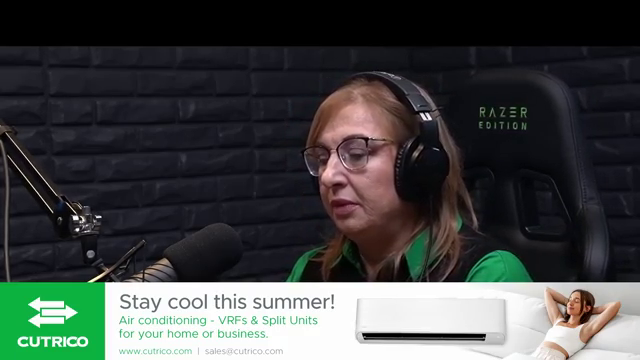 RAZER
EDITION
CUTRICO
Stay cool this summer!
Air conditioning - VRFs & Split Units
for your home or business.
www.cutrico.com | sales@cutrico.com